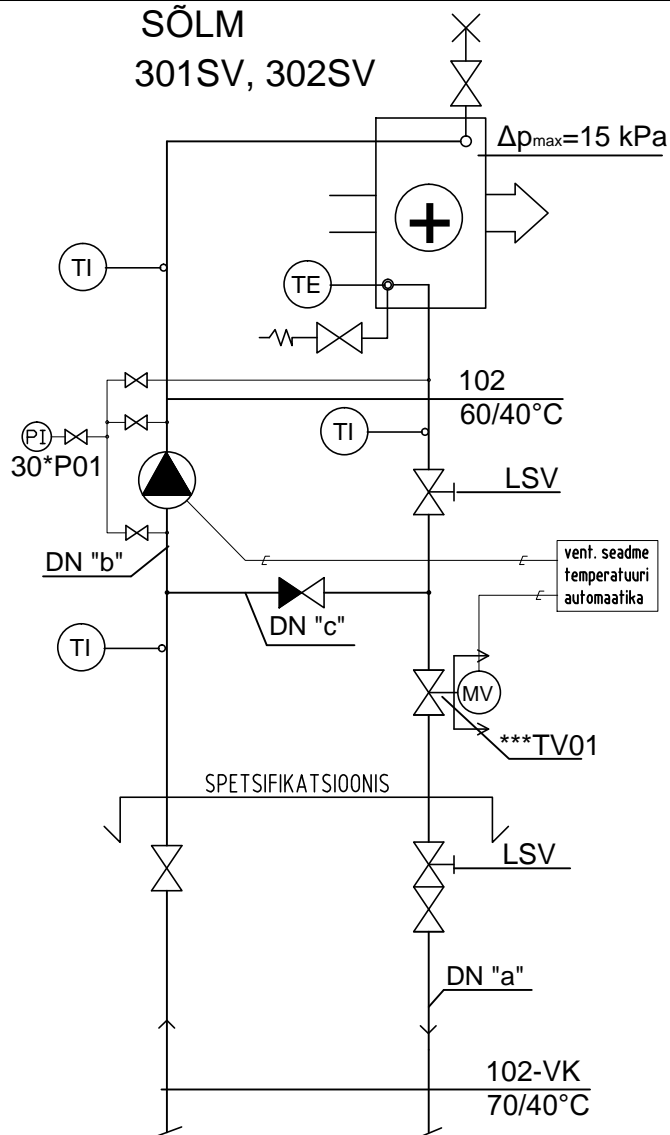 SÕLM
301SV, 302SV
Δpmax=15 kPa
TI
TE
102
60/40°C
TI
PI
30*P01
LSV
DN "b"
vent. seadme
temperatuuri
automaatika
DN "c"
TI
MV
***TV01
SPETSIFIKATSIOONIS
LSV
DN "a"
102-VK
70/40°C